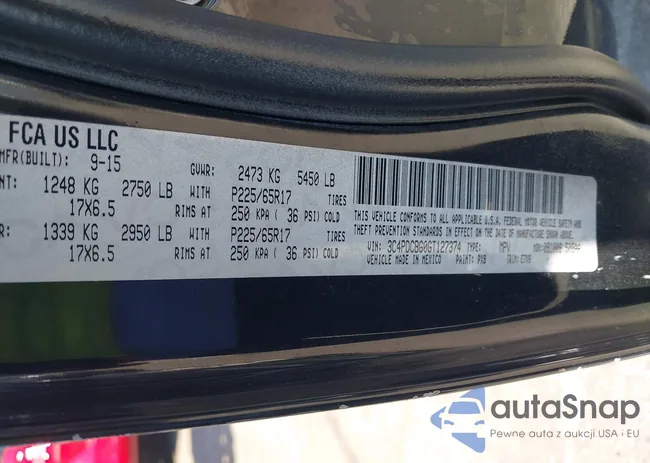 FCA US LLC
MFR(BUILT): 9-15 GVWR: 2473 KG 5450 LB
NT: 1248 KG 2750 LB WITH P225/65R17 TIRES
17X6.5 RIMS AT 250 KPA ( 36 PSI) COLD
R: 1339 KG 2950 LB WITH P225/65R17 TIRES
17X6.5 RIMS AT 250 KPA ( 36 PSI) COLD
THIS VEHICLE CONFORMS TO ALL APPLICABLE U.S.A. FEDERAL MOTOR VEHICLE SAFETY AND
THEFT PREVENTION STANDARDS IN EFFECT ON THE DATE OF MANUFACTURE SHOWN ABOVE.
VIN: 3C4PDCBG0GT127374 TYPE: MPV
VEHICLE MADE IN MEXICO PAINT: TRIM:
autaSnap
Pewne auta z aukcji USA i EU